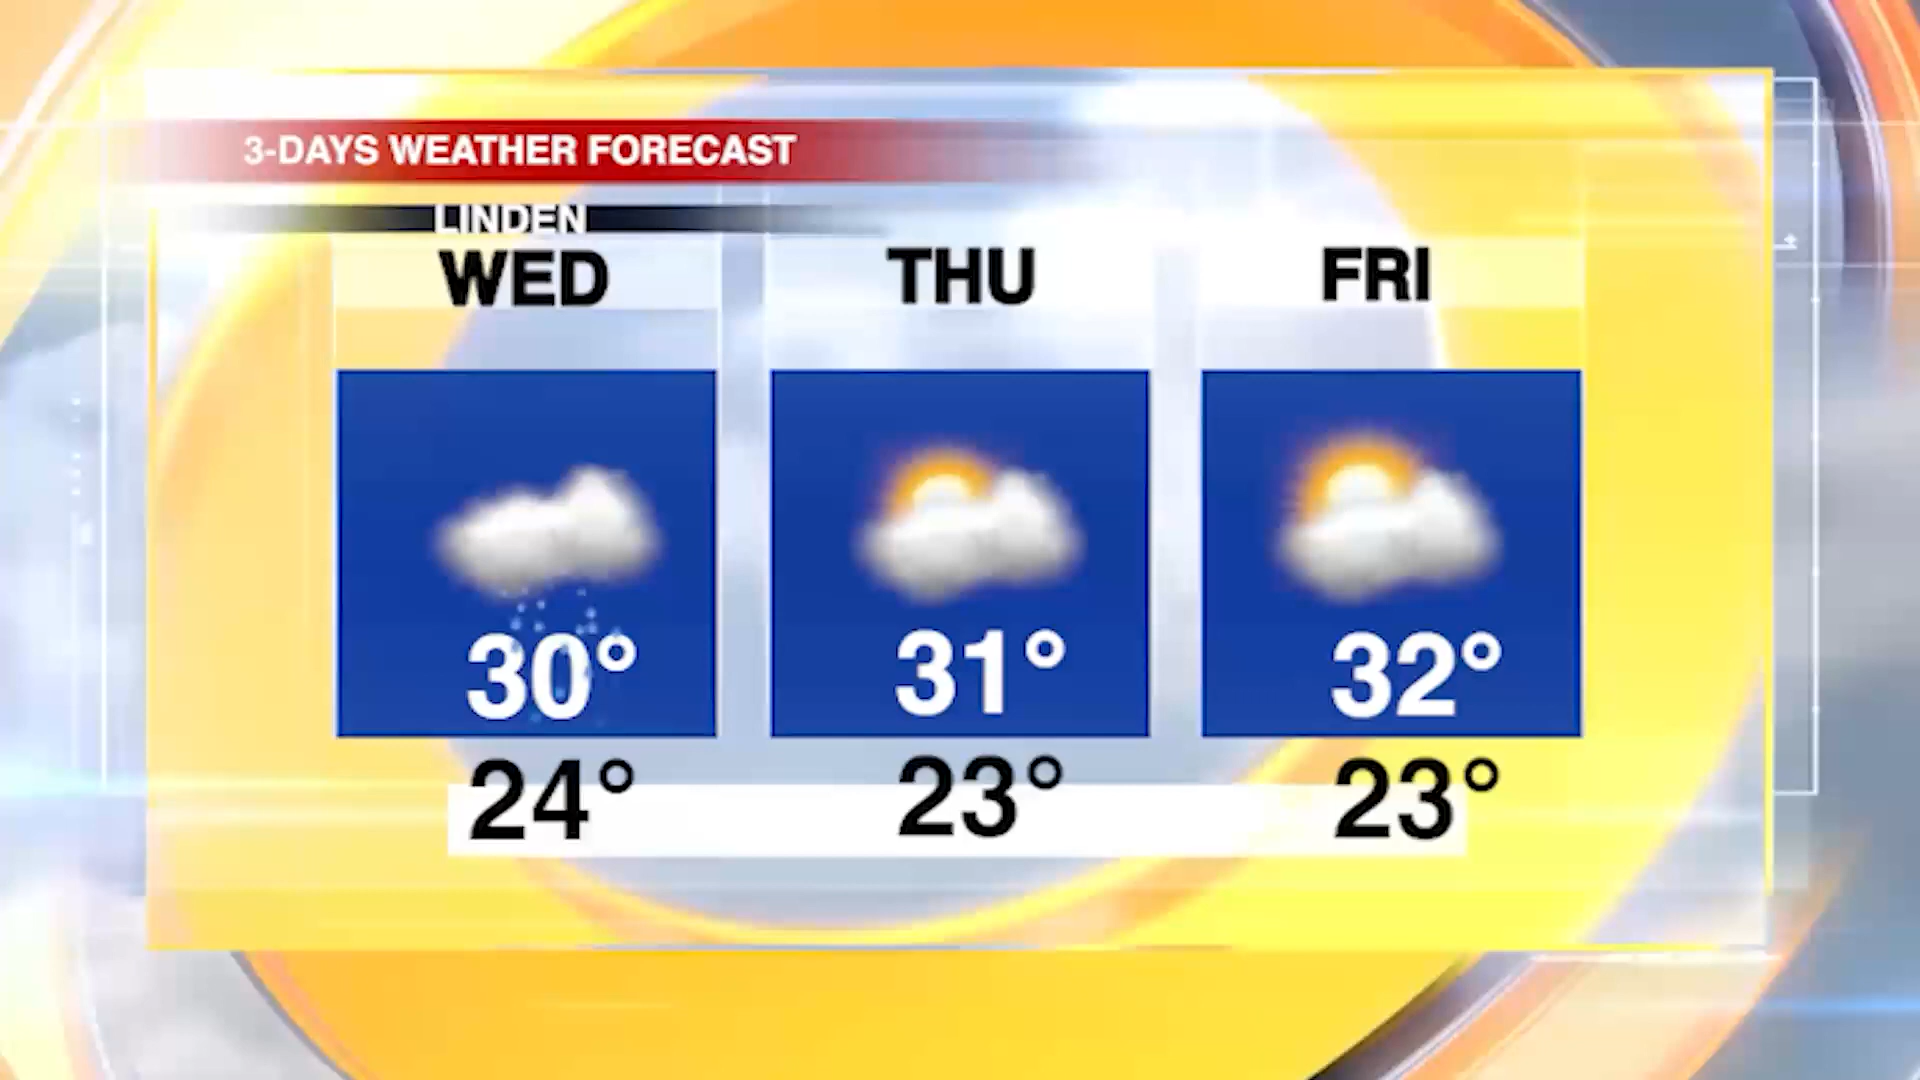 3-DAYS WEATHER FORECAST
LINDEN
WED THU FRI
30° 31° 32°
24° 23° 23°